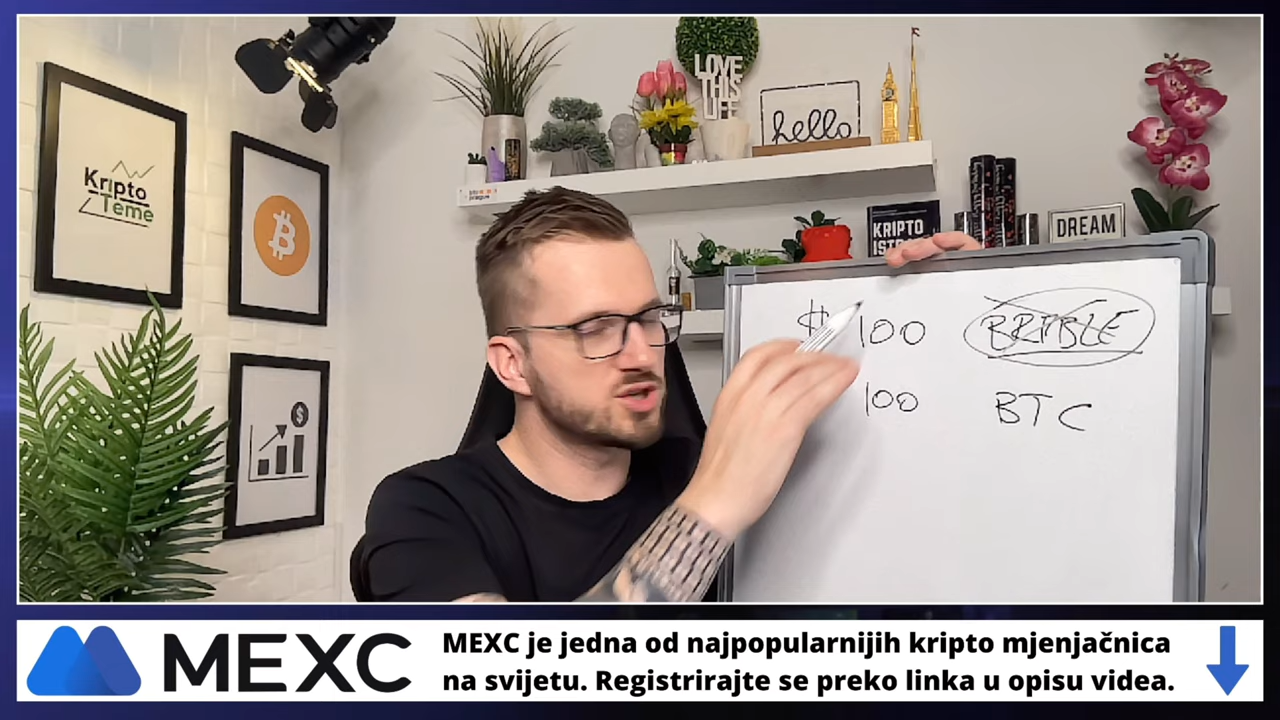 Kripto
Teme
LOVE
THIS
LIFE
hello
KRIPTO
DREAM
$ 100 BRIBLE
100 BTC
MEXC
MEXC je jedna od najpopularnijih kripto mjenjačnica
na svijetu. Registrirajte se preko linka u opisu videa.